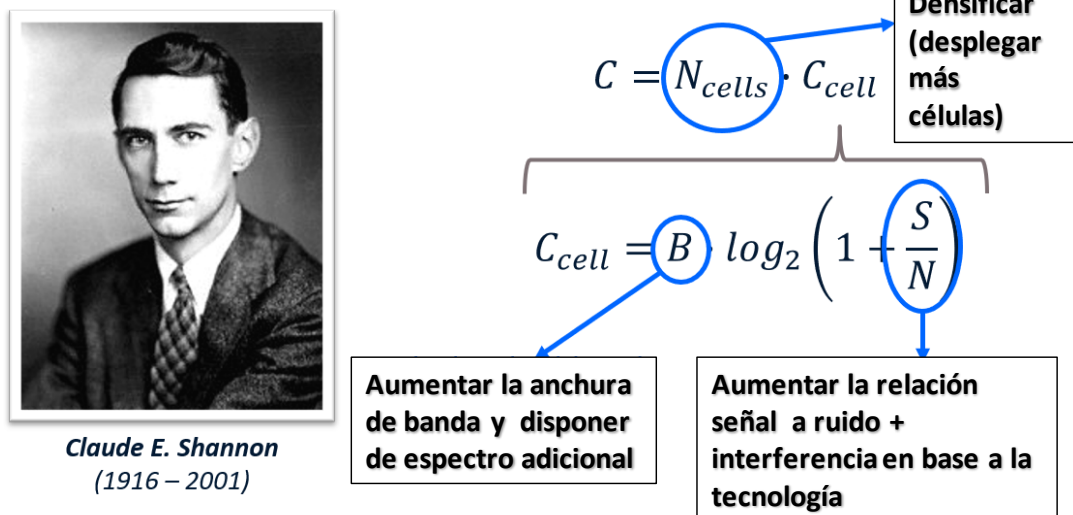 Densificar
(desplegar
más
células)
C = N_cells · C_cell
C_cell = B · log_2 (1 + S/N)
Aumentar la anchura
de banda y disponer
de espectro adicional
Aumentar la relación
señal a ruido +
interferencia en base a la
tecnología
Claude E. Shannon
(1916 – 2001)